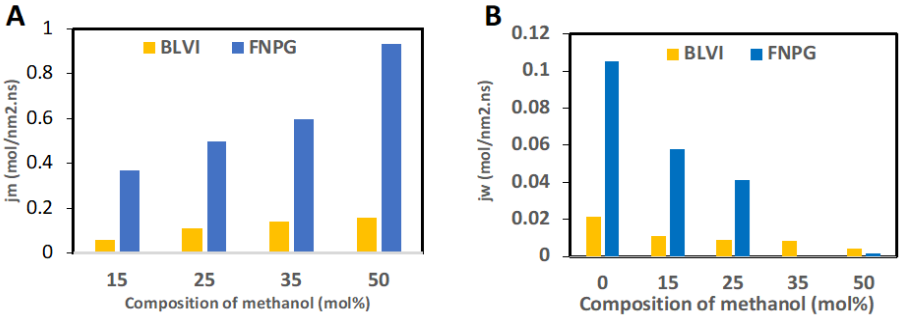 A
BLVI FNPG
jm (mol/nm2.ns)
1
0.8
0.6
0.4
0.2
0
15 25 35 50
Composition of methanol (mol%)
B
BLVI FNPG
jw (mol/nm2.ns)
0.12
0.1
0.08
0.06
0.04
0.02
0
0 15 25 35 50
Composition of methanol (mol%)